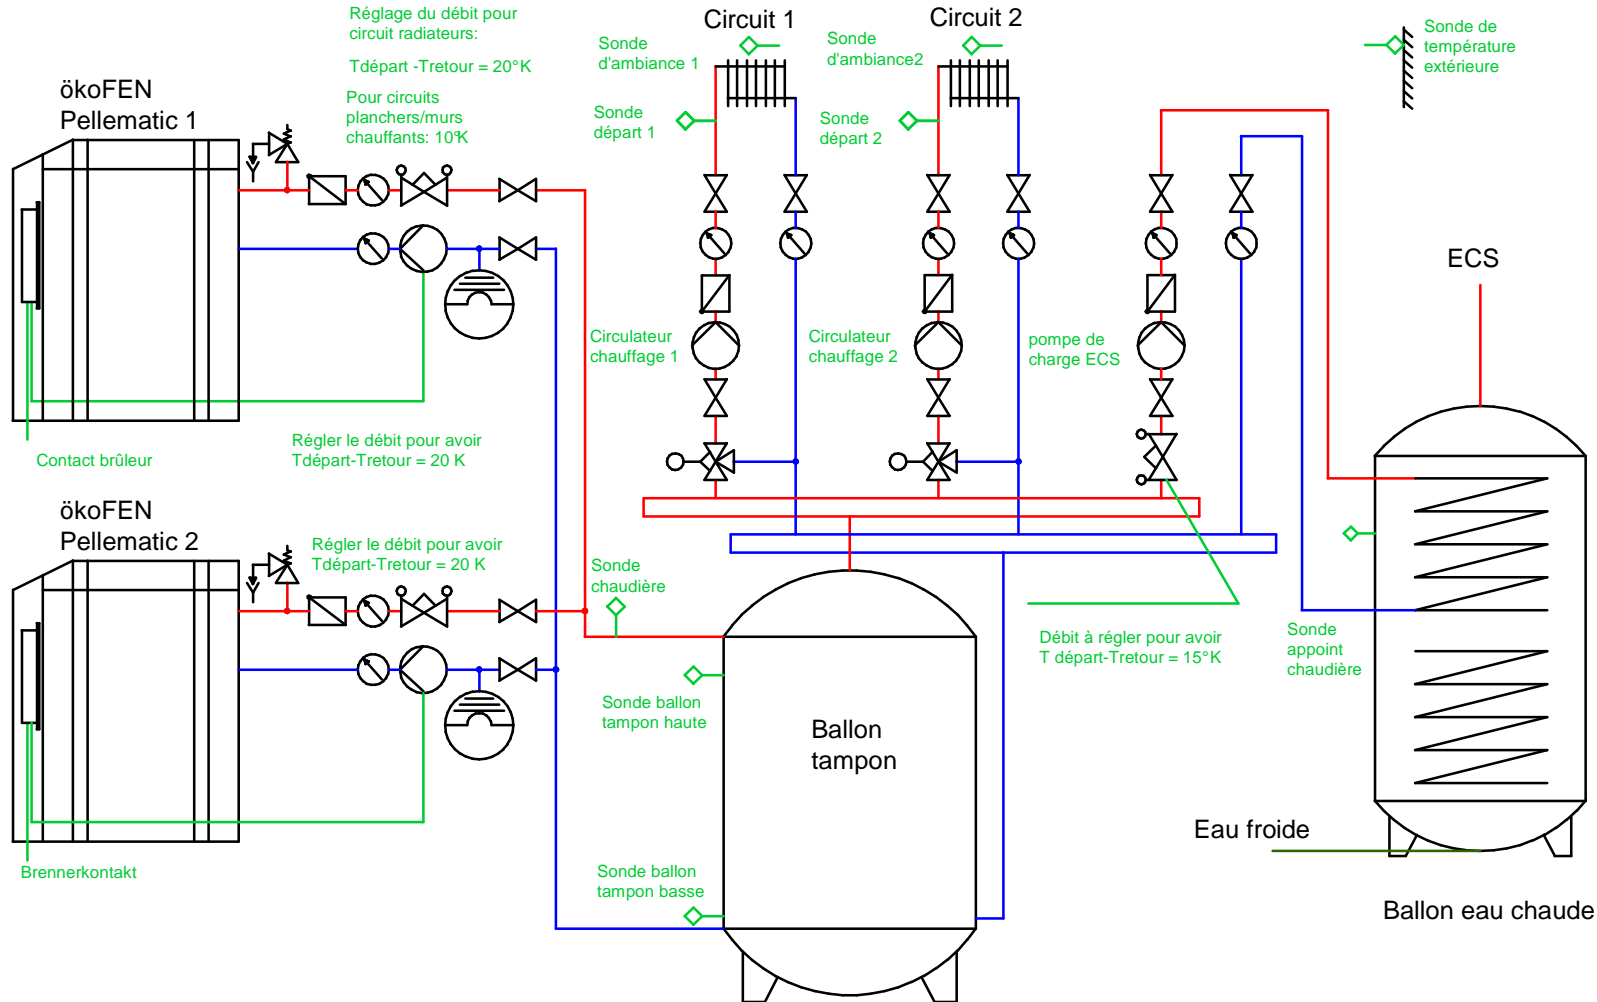 Réglage du débit pour
circuit radiateurs:
Tdépart -Tretour = 20°K
Pour circuits
planchers/murs
chauffants: 10°K
Circuit 1
Sonde
d'ambiance 1
Sonde
départ 1
Circuit 2
Sonde
d'ambiance2
Sonde
départ 2
Sonde de
température
extérieure
ökoFEN
Pellematic 1
ECS
Circulateur
chauffage 1
Circulateur
chauffage 2
pompe de
charge ECS
Contact brûleur
Régler le débit pour avoir
Tdépart-Tretour = 20 K
ökoFEN
Pellematic 2
Régler le débit pour avoir
Tdépart-Tretour = 20 K
Sonde
chaudière
Débit à régler pour avoir
T départ-Tretour = 15°K
Sonde
appoint
chaudière
Sonde ballon
tampon haute
Ballon
tampon
Eau froide
Brennerkontakt
Sonde ballon
tampon basse
Ballon eau chaude